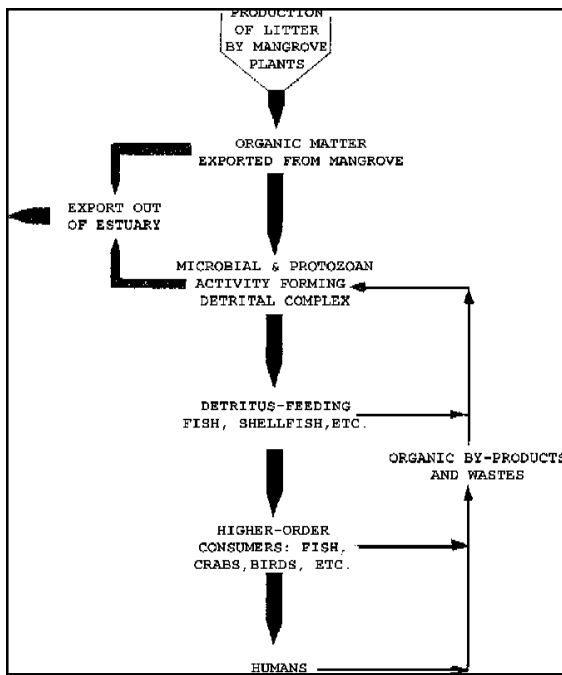 PRODUCTION
OF LITTER
BY MANGROVE
PLANTS
ORGANIC MATTER
EXPORTED FROM MANGROVE
EXPORT OUT
OF ESTUARY
MICROBIAL & PROTOZOAN
ACTIVITY FORMING
DETRITAL COMPLEX
DETRITUS-FEEDING
FISH, SHELLFISH,ETC.
ORGANIC BY-PRODUCTS
AND WASTES
HIGHER-ORDER
CONSUMERS: FISH,
CRABS,BIRDS, ETC.
HUMANS